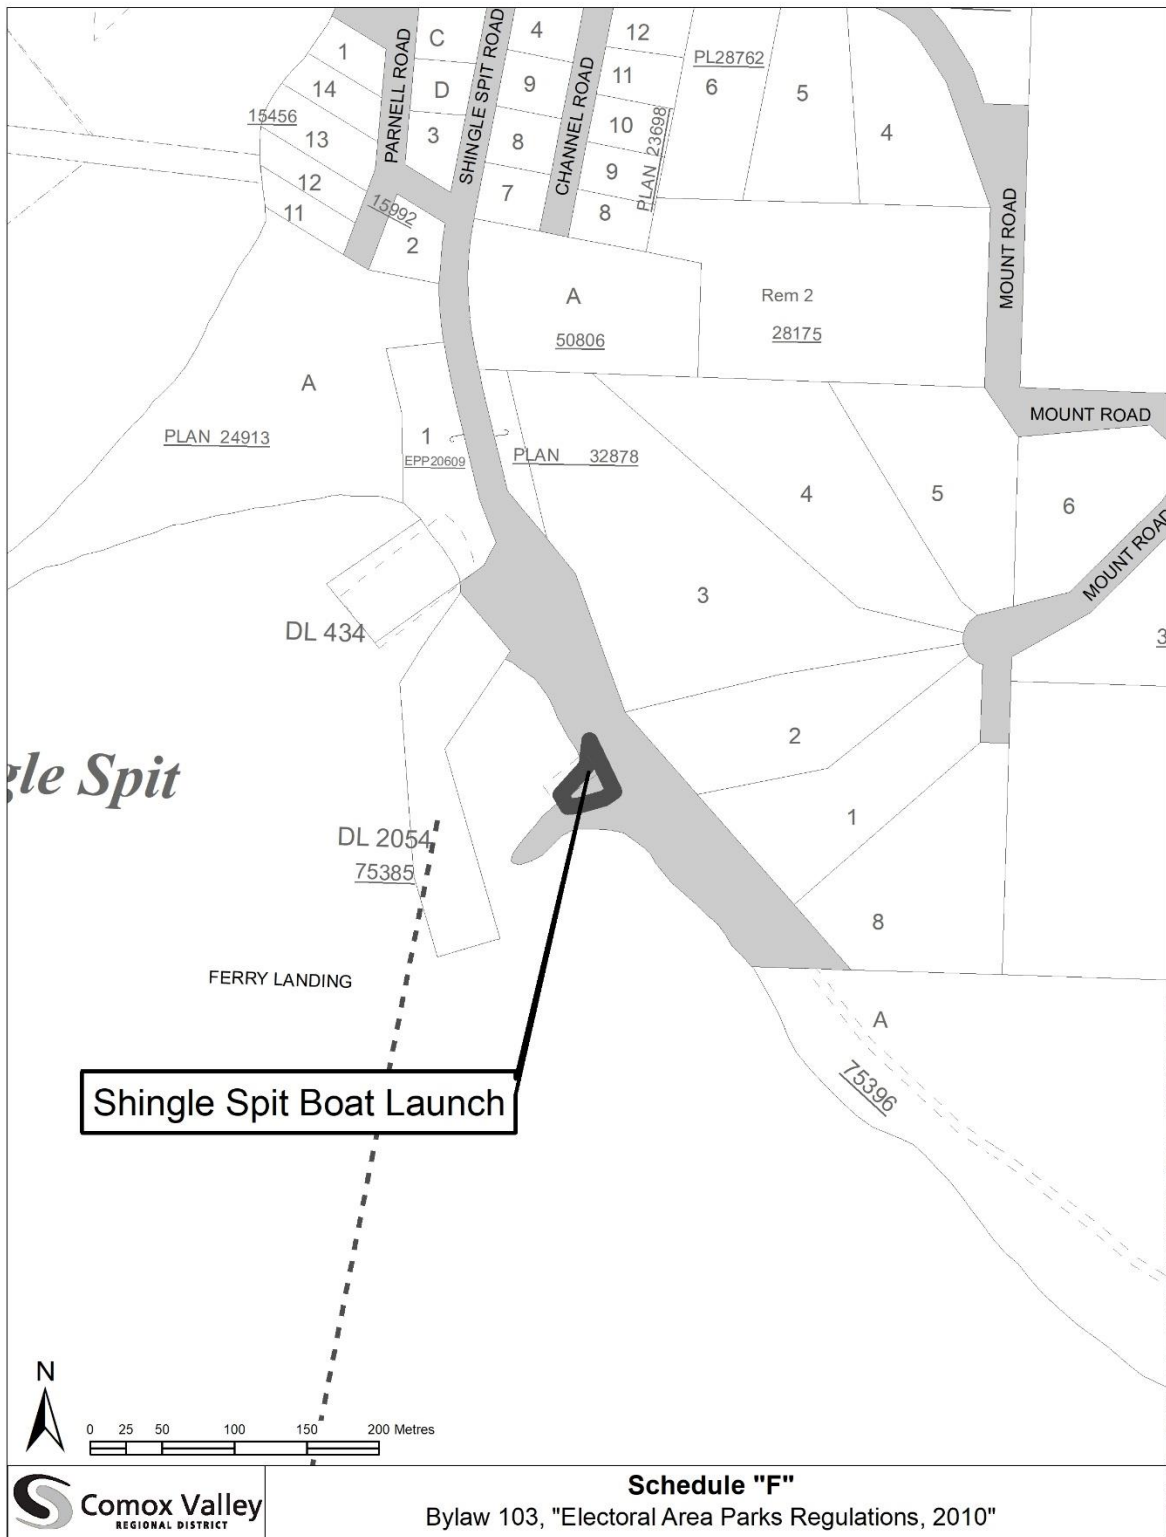 1
14
15456
13
12
11
PARNELL ROAD
C
D
3
15992
2
SHINGLE SPIT ROAD
4
9
8
7
CHANNEL ROAD
12
11
10
9
8
PLAN 23698
PL28762
6
5
4
MOUNT ROAD
A
50806
Rem 2
28175
A
PLAN 24913
1
EPP20609
PLAN 32878
MOUNT ROAD
4
5
6
MOUNT ROAD
3
3
DL 434
2
gle Spit
DL 2054
75385
1
8
FERRY LANDING
A
75396
Shingle Spit Boat Launch
N
0 25 50 100 150 200 Metres
Comox Valley
REGIONAL DISTRICT
Schedule "F"
Bylaw 103, "Electoral Area Parks Regulations, 2010"